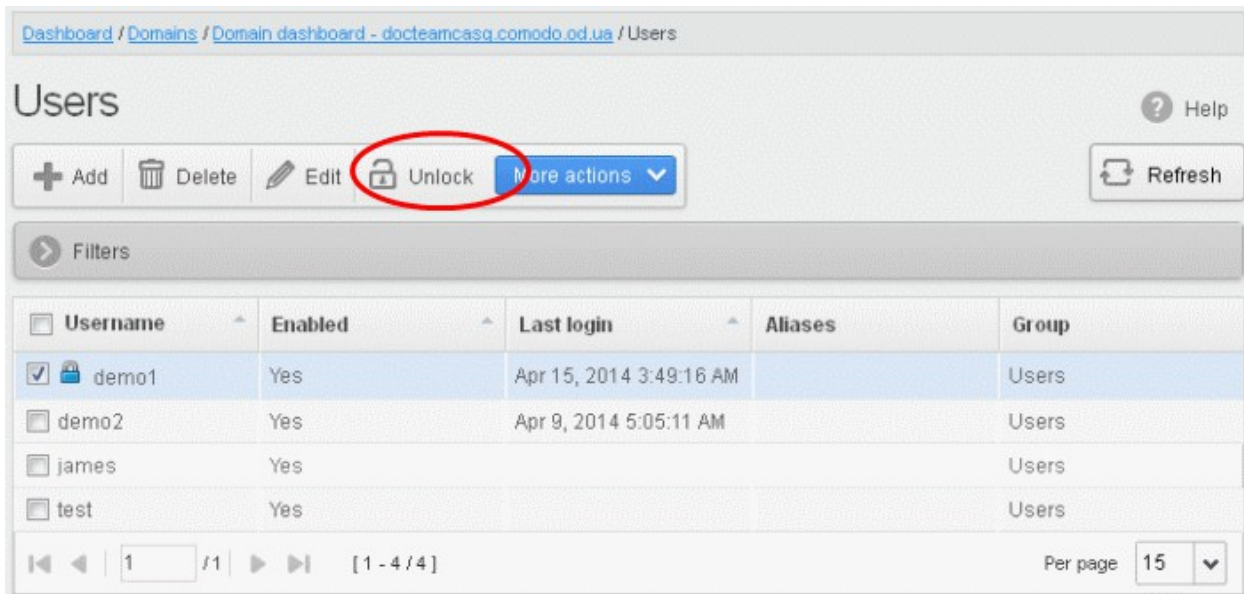 Dashboard / Domains / Domain dashboard - docteamcasg.comodo.od.ua / Users
Users
Help
Add Delete Edit Unlock More actions Refresh
Filters
Username Enabled Last login Aliases Group
demo1 Yes Apr 15, 2014 3:49:16 AM Users
demo2 Yes Apr 9, 2014 5:05:11 AM Users
james Yes Users
test Yes Users
1 /1 [1 - 4 / 4] Per page 15